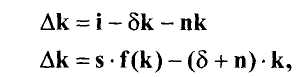 Δk = i − δk − nk
Δk = s · f(k) − (δ + n) · k,